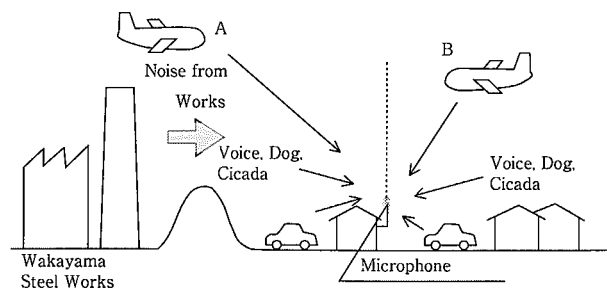 A
B
Noise from
Works
Voice, Dog,
Cicada
Voice, Dog,
Cicada
Wakayama
Steel Works
Microphone